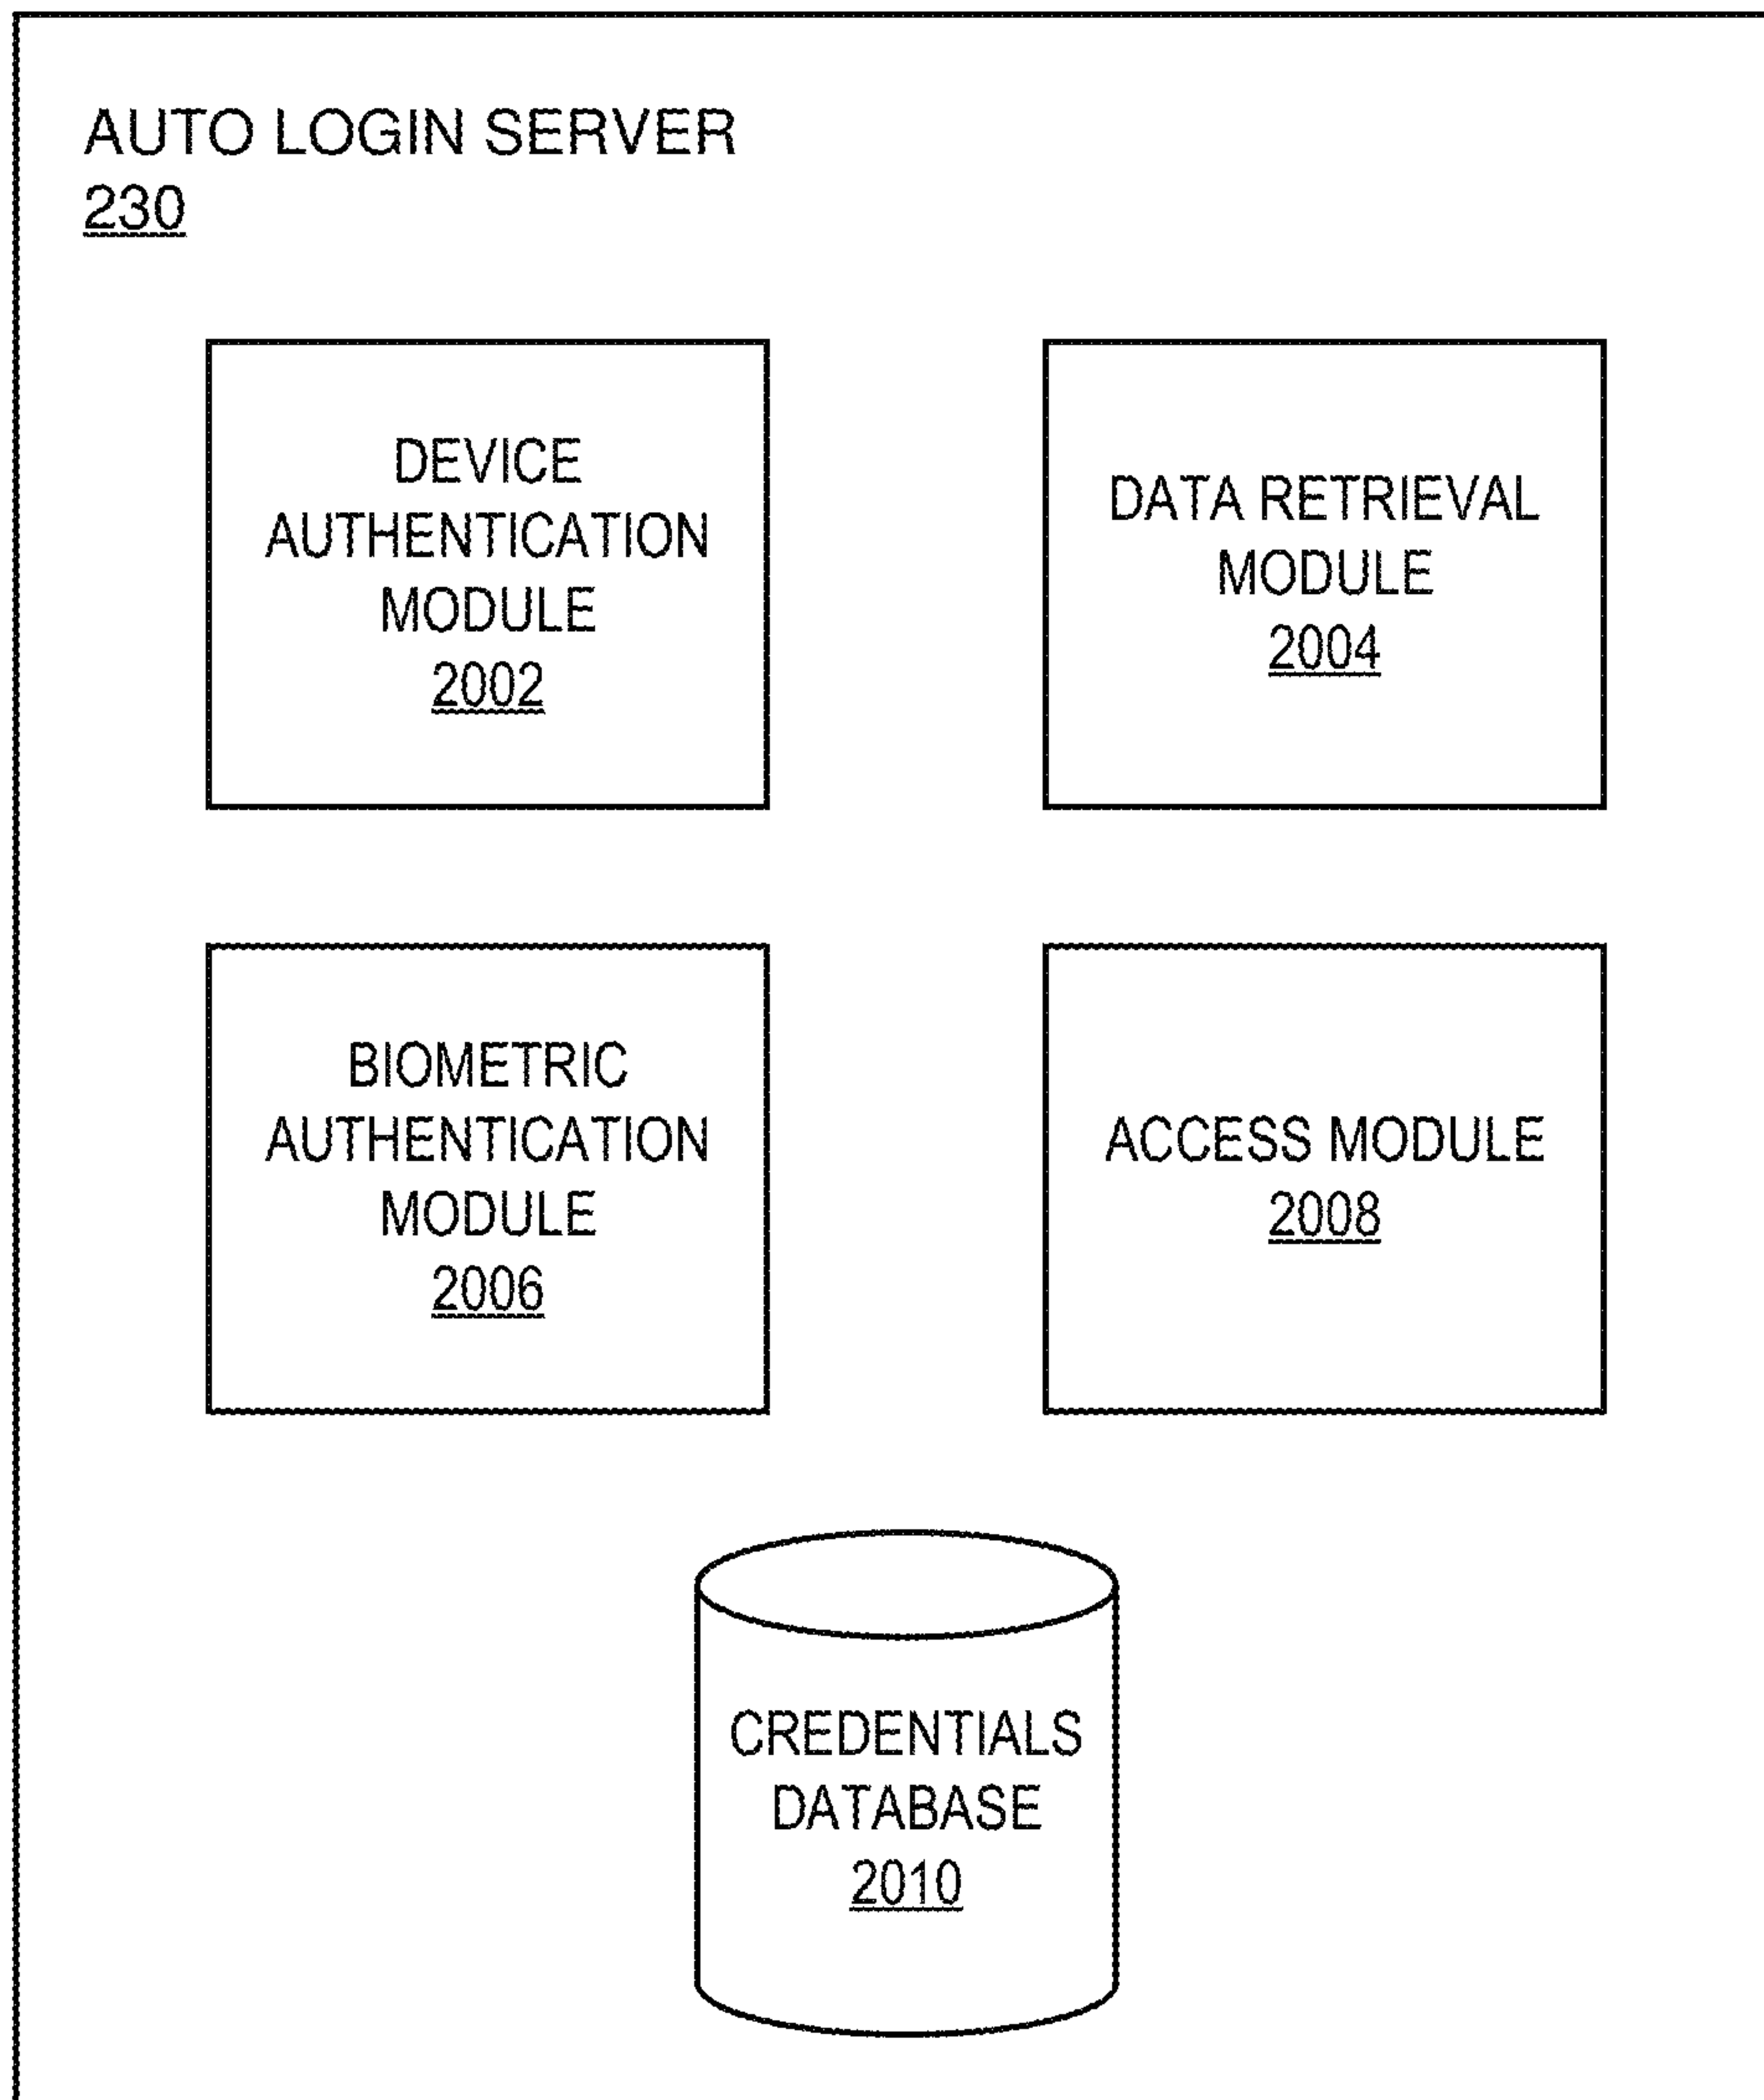 AUTO LOGIN SERVER
230
DEVICE
AUTHENTICATION
MODULE
2002
DATA RETRIEVAL
MODULE
2004
BIOMETRIC
AUTHENTICATION
MODULE
2006
ACCESS MODULE
2008
CREDENTIALS
DATABASE
2010